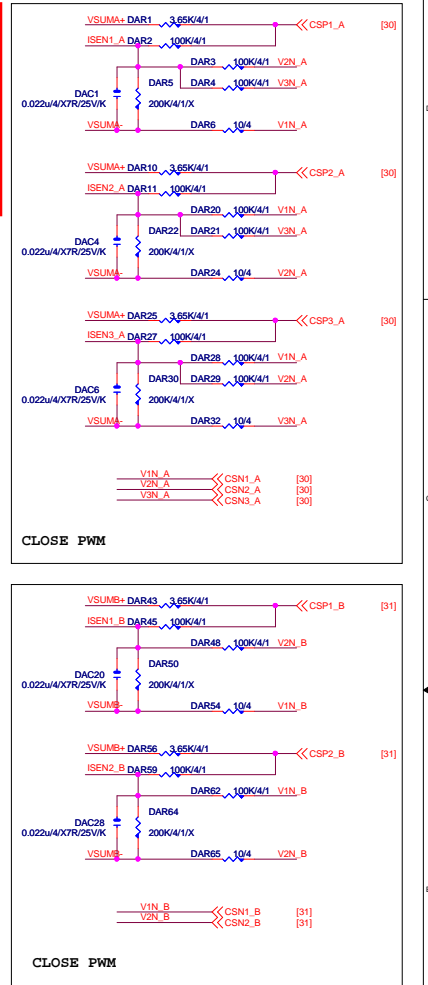 VSUMA+ DAR1 3.65K/4/1 CSP1_A [30]
ISEN1_A DAR2 100K/4/1
DAR3 100K/4/1 V2N_A
DAR5 DAR4 100K/4/1 V3N_A
DAC1
0.022u/4/X7R/25V/K 200K/4/1/X
VSUMA- DAR6 10/4 V1N_A
VSUMA+ DAR10 3.65K/4/1 CSP2_A [30]
ISEN2_A DAR11 100K/4/1
DAR20 100K/4/1 V1N_A
DAR22 DAR21 100K/4/1 V3N_A
DAC4
0.022u/4/X7R/25V/K 200K/4/1/X
VSUMA- DAR24 10/4 V2N_A
VSUMA+ DAR25 3.65K/4/1 CSP3_A [30]
ISEN3_A DAR27 100K/4/1
DAR28 100K/4/1 V1N_A
DAR30 DAR29 100K/4/1 V2N_A
DAC6
0.022u/4/X7R/25V/K 200K/4/1/X
VSUMA- DAR32 10/4 V3N_A
V1N_A CSN1_A [30]
V2N_A CSN2_A [30]
V3N_A CSN3_A [30]
CLOSE PWM
VSUMB+ DAR43 3.65K/4/1 CSP1_B [31]
ISEN1_B DAR45 100K/4/1
DAR48 100K/4/1 V2N_B
DAR50
DAC20
0.022u/4/X7R/25V/K 200K/4/1/X
VSUMB- DAR54 10/4 V1N_B
VSUMB+ DAR56 3.65K/4/1 CSP2_B [31]
ISEN2_B DAR59 100K/4/1
DAR62 100K/4/1 V1N_B
DAR64
DAC28
0.022u/4/X7R/25V/K 200K/4/1/X
VSUMB- DAR65 10/4 V2N_B
V1N_B CSN1_B [31]
V2N_B CSN2_B [31]
CLOSE PWM